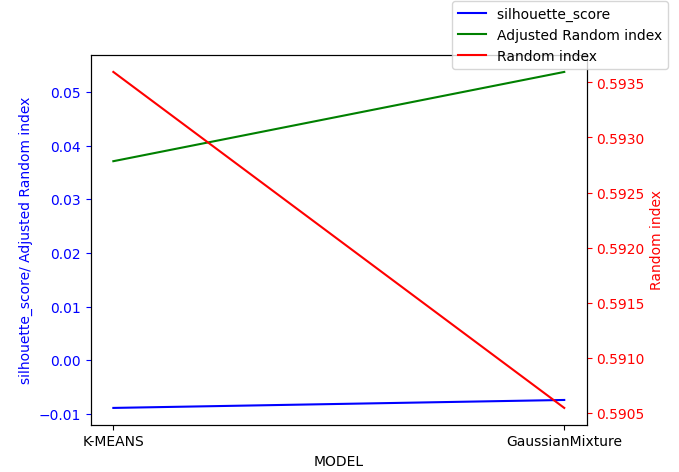 silhouette_score
Adjusted Random index
Random index
silhouette_score/ Adjusted Random index
0.05
0.04
0.03
0.02
0.01
0.00
−0.01
0.5935
0.5930
0.5925
0.5920
0.5915
0.5910
0.5905
Random index
K-MEANS
GaussianMixture
MODEL